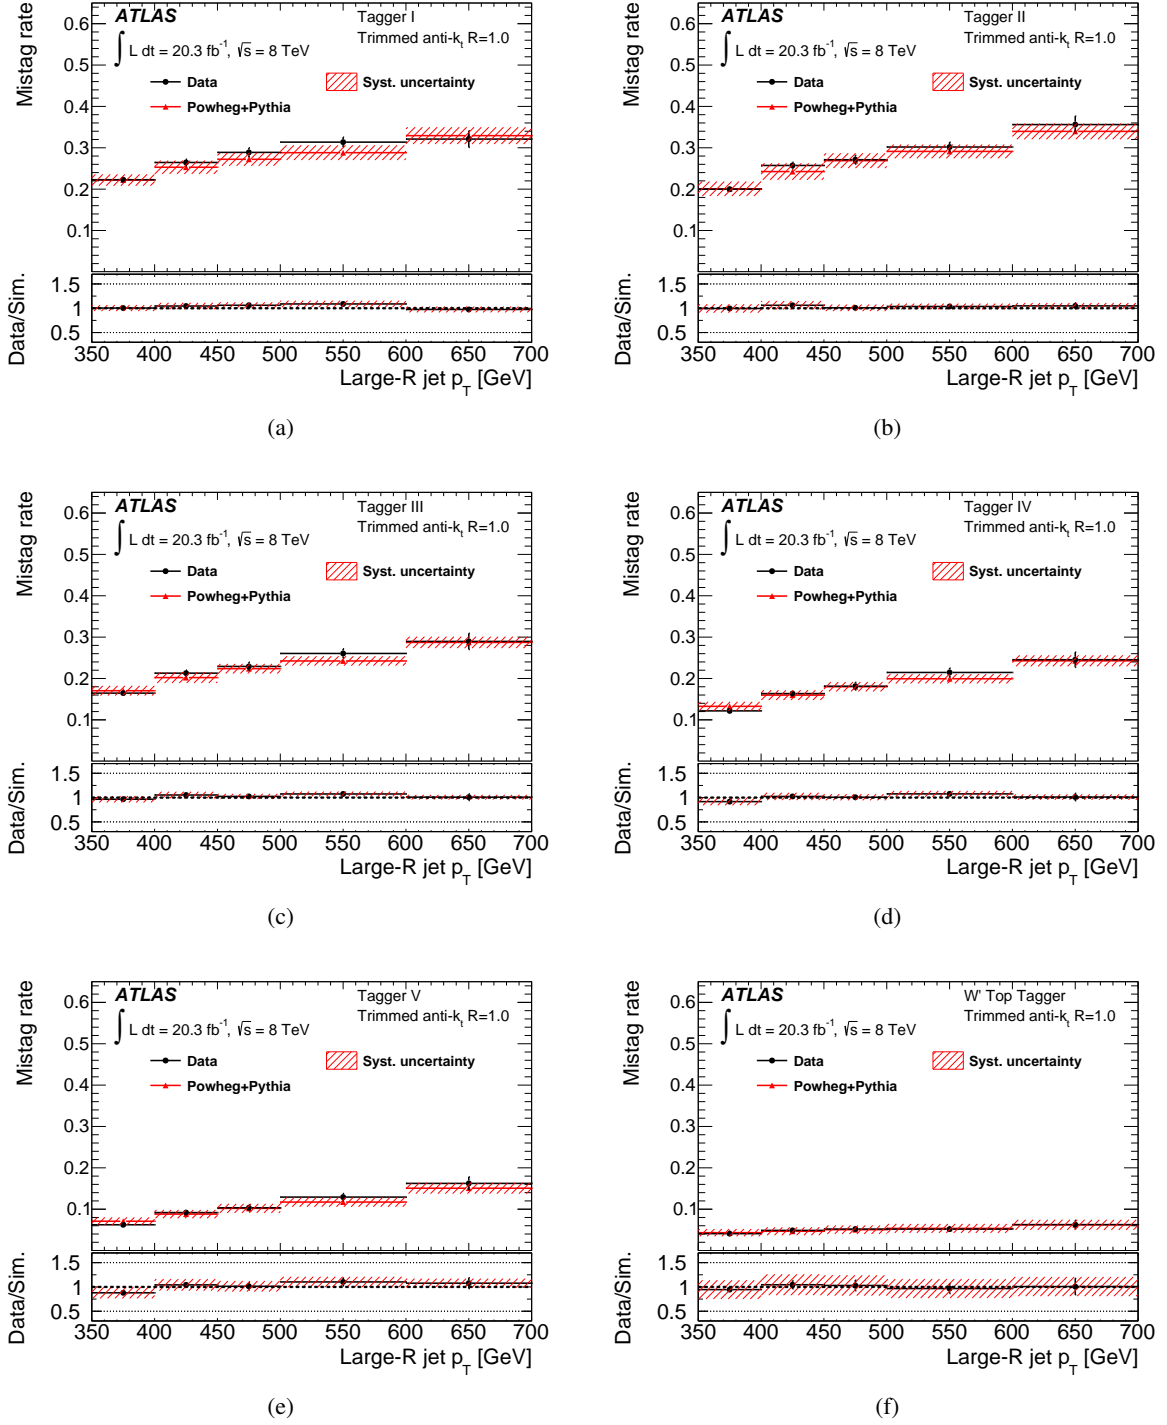 ATLAS
Tagger I
Trimmed anti-k_t R=1.0
∫ L dt = 20.3 fb⁻¹, √s = 8 TeV
Data
Syst. uncertainty
Powheg+Pythia
Mistag rate
0.6
0.5
0.4
0.3
0.2
0.1
Data/Sim.
1.5
1
0.5
350 400 450 500 550 600 650 700
Large-R jet p_T [GeV]
(a)
ATLAS
Tagger II
Trimmed anti-k_t R=1.0
∫ L dt = 20.3 fb⁻¹, √s = 8 TeV
Data
Syst. uncertainty
Powheg+Pythia
Mistag rate
0.6
0.5
0.4
0.3
0.2
0.1
Data/Sim.
1.5
1
0.5
350 400 450 500 550 600 650 700
Large-R jet p_T [GeV]
(b)
ATLAS
Tagger III
Trimmed anti-k_t R=1.0
∫ L dt = 20.3 fb⁻¹, √s = 8 TeV
Data
Syst. uncertainty
Powheg+Pythia
Mistag rate
0.6
0.5
0.4
0.3
0.2
0.1
Data/Sim.
1.5
1
0.5
350 400 450 500 550 600 650 700
Large-R jet p_T [GeV]
(c)
ATLAS
Tagger IV
Trimmed anti-k_t R=1.0
∫ L dt = 20.3 fb⁻¹, √s = 8 TeV
Data
Syst. uncertainty
Powheg+Pythia
Mistag rate
0.6
0.5
0.4
0.3
0.2
0.1
Data/Sim.
1.5
1
0.5
350 400 450 500 550 600 650 700
Large-R jet p_T [GeV]
(d)
ATLAS
Tagger V
Trimmed anti-k_t R=1.0
∫ L dt = 20.3 fb⁻¹, √s = 8 TeV
Data
Syst. uncertainty
Powheg+Pythia
Mistag rate
0.6
0.5
0.4
0.3
0.2
0.1
Data/Sim.
1.5
1
0.5
350 400 450 500 550 600 650 700
Large-R jet p_T [GeV]
(e)
ATLAS
W' Top Tagger
Trimmed anti-k_t R=1.0
∫ L dt = 20.3 fb⁻¹, √s = 8 TeV
Data
Syst. uncertainty
Powheg+Pythia
Mistag rate
0.6
0.5
0.4
0.3
0.2
0.1
Data/Sim.
1.5
1
0.5
350 400 450 500 550 600 650 700
Large-R jet p_T [GeV]
(f)